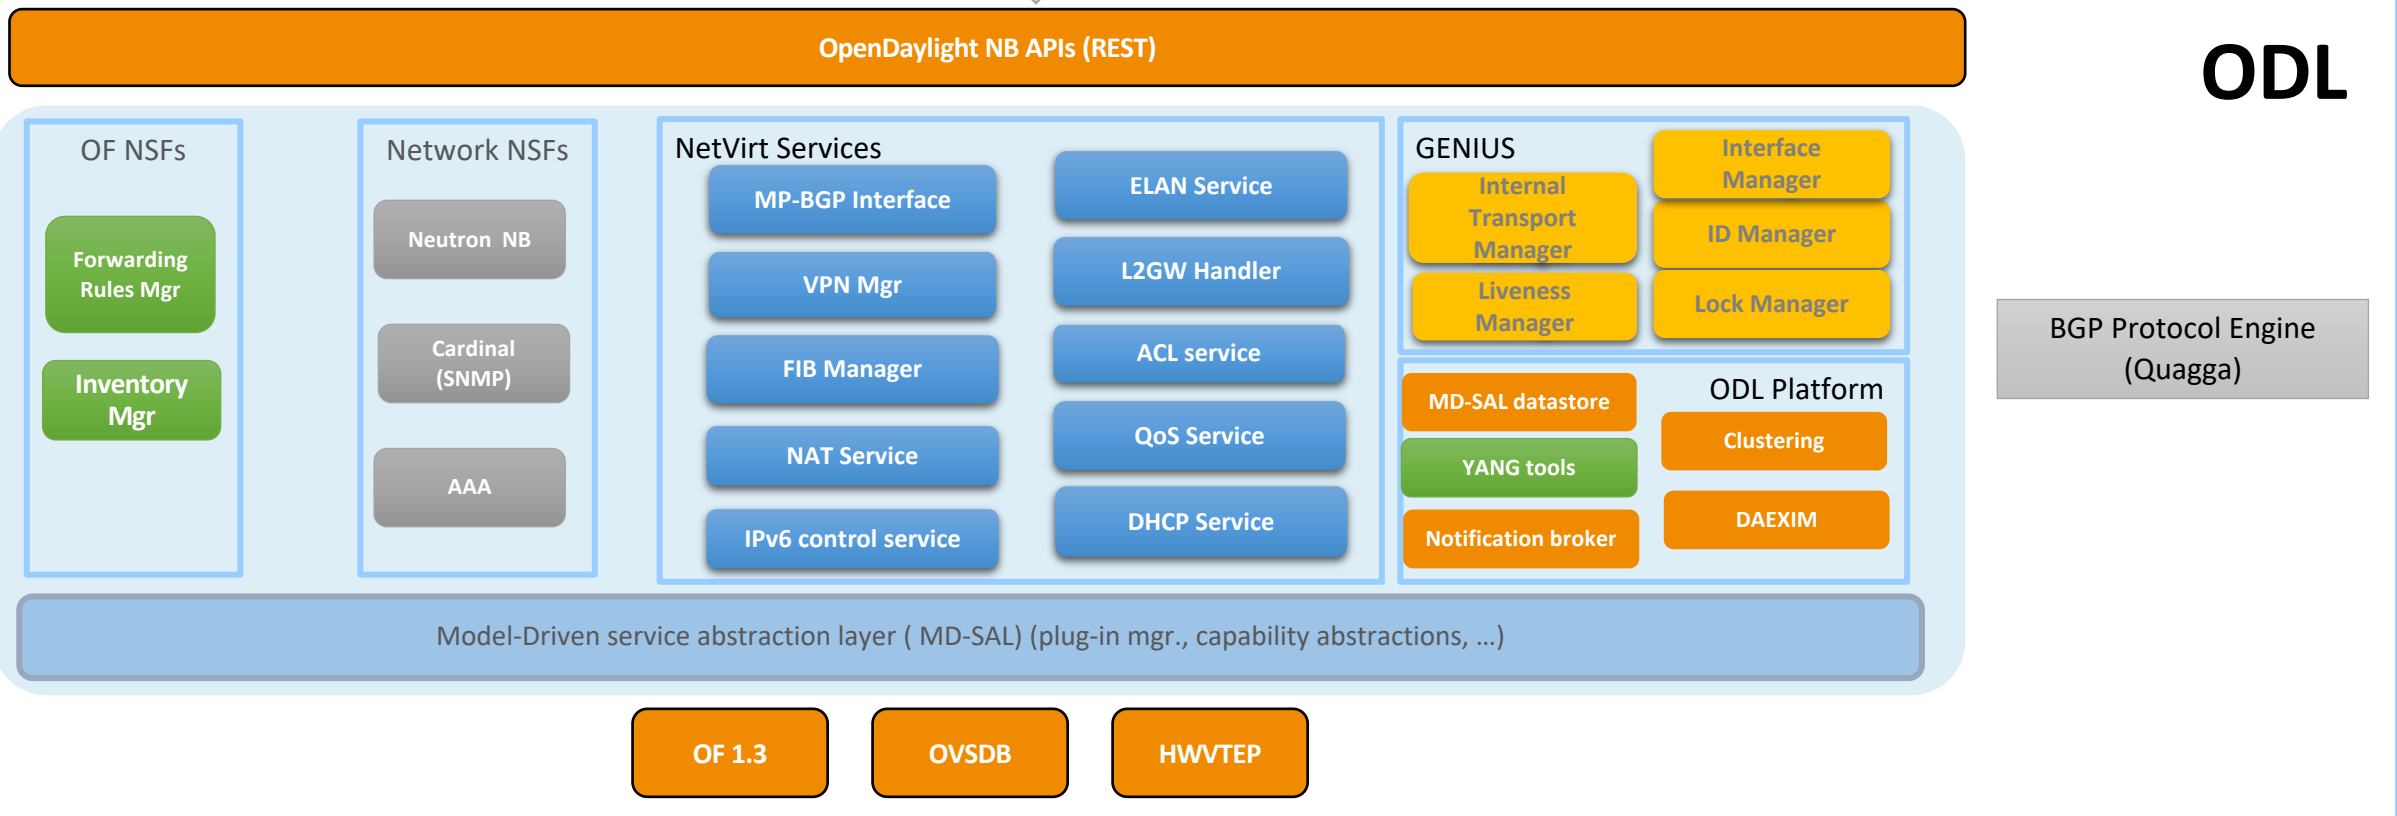 OpenDaylight NB APIs (REST)
ODL
OF NSFs
Forwarding
Rules Mgr
Inventory
Mgr
Network NSFs
Neutron NB
Cardinal
(SNMP)
AAA
NetVirt Services
MP-BGP Interface
VPN Mgr
FIB Manager
NAT Service
IPv6 control service
ELAN Service
L2GW Handler
ACL service
QoS Service
DHCP Service
GENIUS
Internal
Transport
Manager
Liveness
Manager
Interface
Manager
ID Manager
Lock Manager
ODL Platform
MD-SAL datastore
YANG tools
Notification broker
Clustering
DAEXIM
BGP Protocol Engine
(Quagga)
Model-Driven service abstraction layer ( MD-SAL) (plug-in mgr., capability abstractions, ...)
OF 1.3
OVSDB
HWVTEP